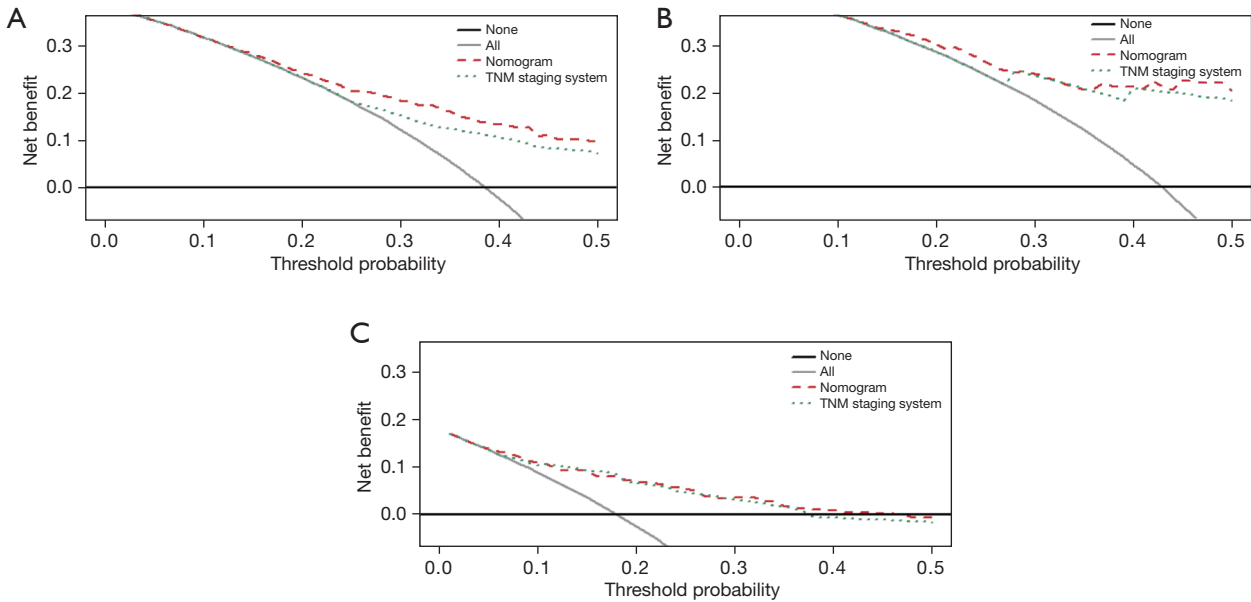 A
None
All
Nomogram
TNM staging system
Net benefit
0.3
0.2
0.1
0.0
0.0 0.1 0.2 0.3 0.4 0.5
Threshold probability
B
None
All
Nomogram
TNM staging system
Net benefit
0.3
0.2
0.1
0.0
0.0 0.1 0.2 0.3 0.4 0.5
Threshold probability
C
None
All
Nomogram
TNM staging system
Net benefit
0.3
0.2
0.1
0.0
0.0 0.1 0.2 0.3 0.4 0.5
Threshold probability